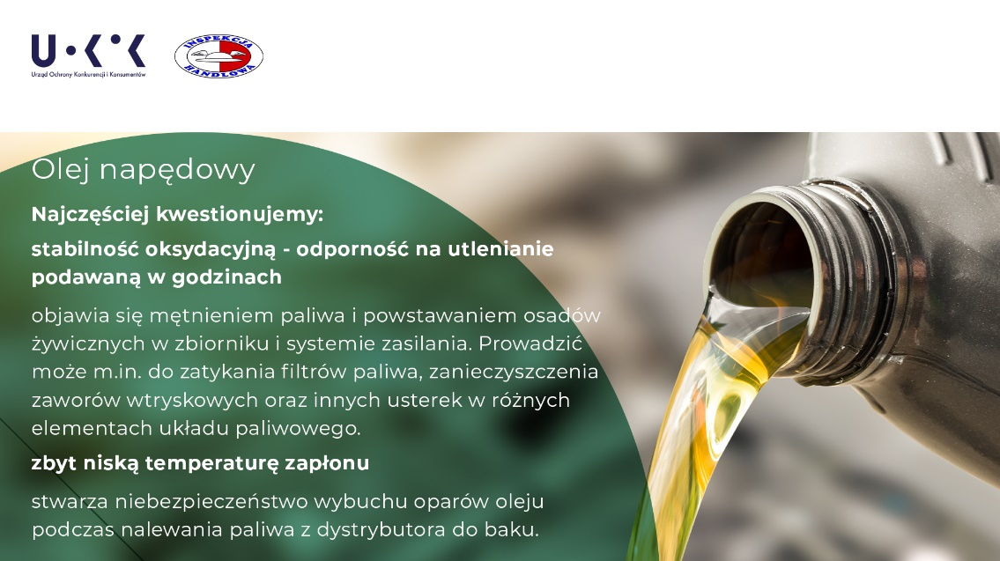 U·K·K
Urząd Ochrony Konkurencji i Konsumentów
INSPEKCJA
HANDLOWA
Olej napędowy
Najczęściej kwestionujemy:
stabilność oksydacyjną - odporność na utlenianie
podawaną w godzinach
objawia się mętnieniem paliwa i powstawaniem osadów
żywicznych w zbiorniku i systemie zasilania. Prowadzić
może m.in. do zatykania filtrów paliwa, zanieczyszczenia
zaworów wtryskowych oraz innych usterek w różnych
elementach układu paliwowego.
zbyt niską temperaturę zapłonu
stwarza niebezpieczeństwo wybuchu oparów oleju
podczas nalewania paliwa z dystrybutora do baku.